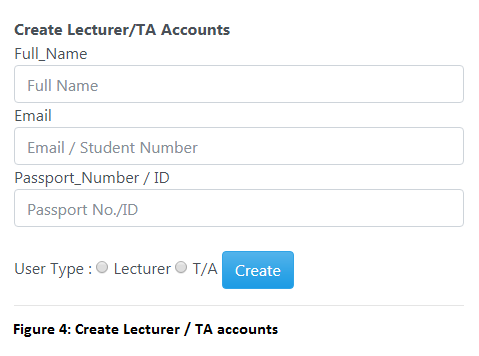 Create Lecturer/TA Accounts
Full_Name
Full Name
Email
Email / Student Number
Passport_Number / ID
Passport No./ID
User Type : Lecturer T/A Create
Figure 4: Create Lecturer / TA accounts